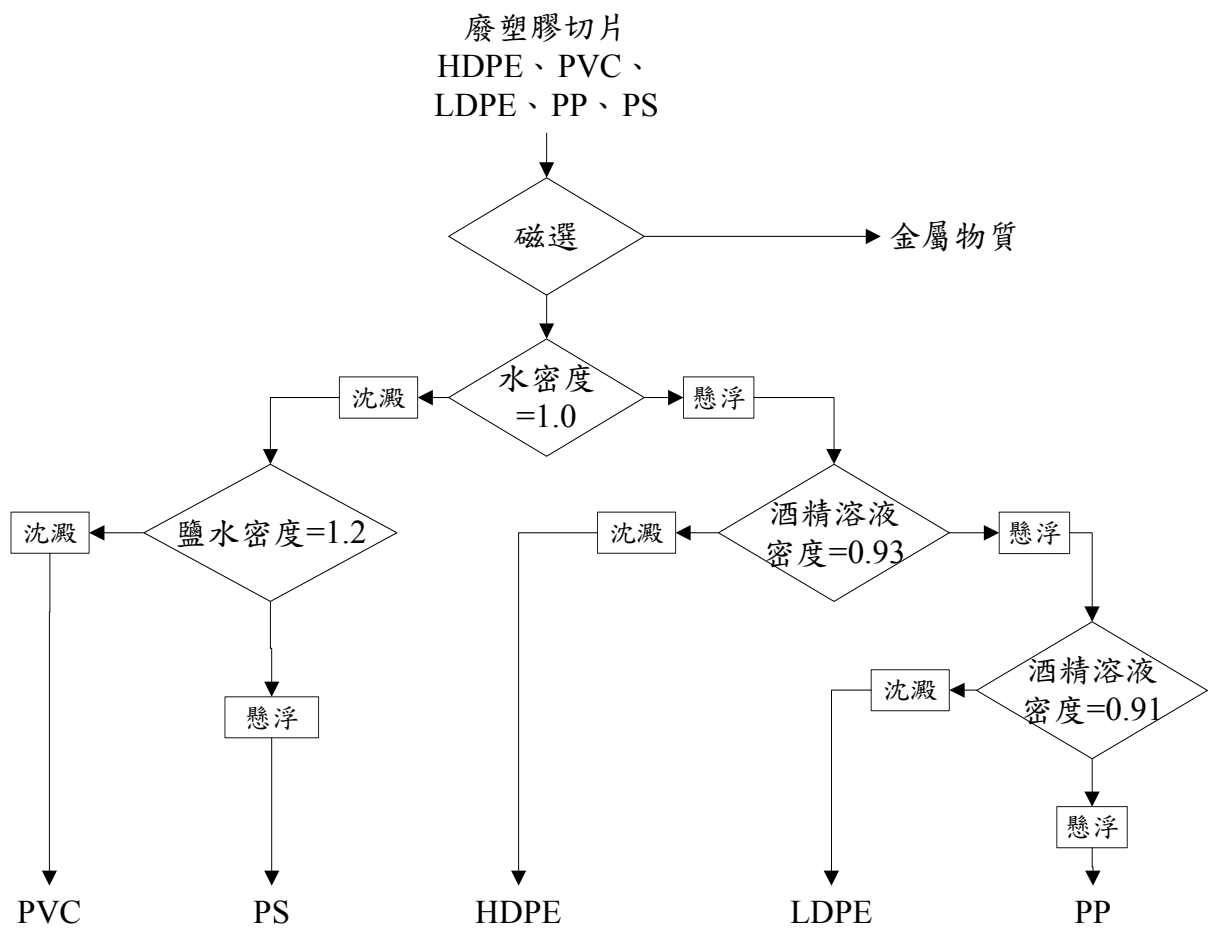 廢塑膠切片
HDPE、PVC、
LDPE、PP、PS
磁選
金屬物質
水密度
=1.0
沈澱
懸浮
鹽水密度=1.2
沈澱
酒精溶液
密度=0.93
沈澱
懸浮
酒精溶液
密度=0.91
沈澱
懸浮
懸浮
PVC
PS
HDPE
LDPE
PP